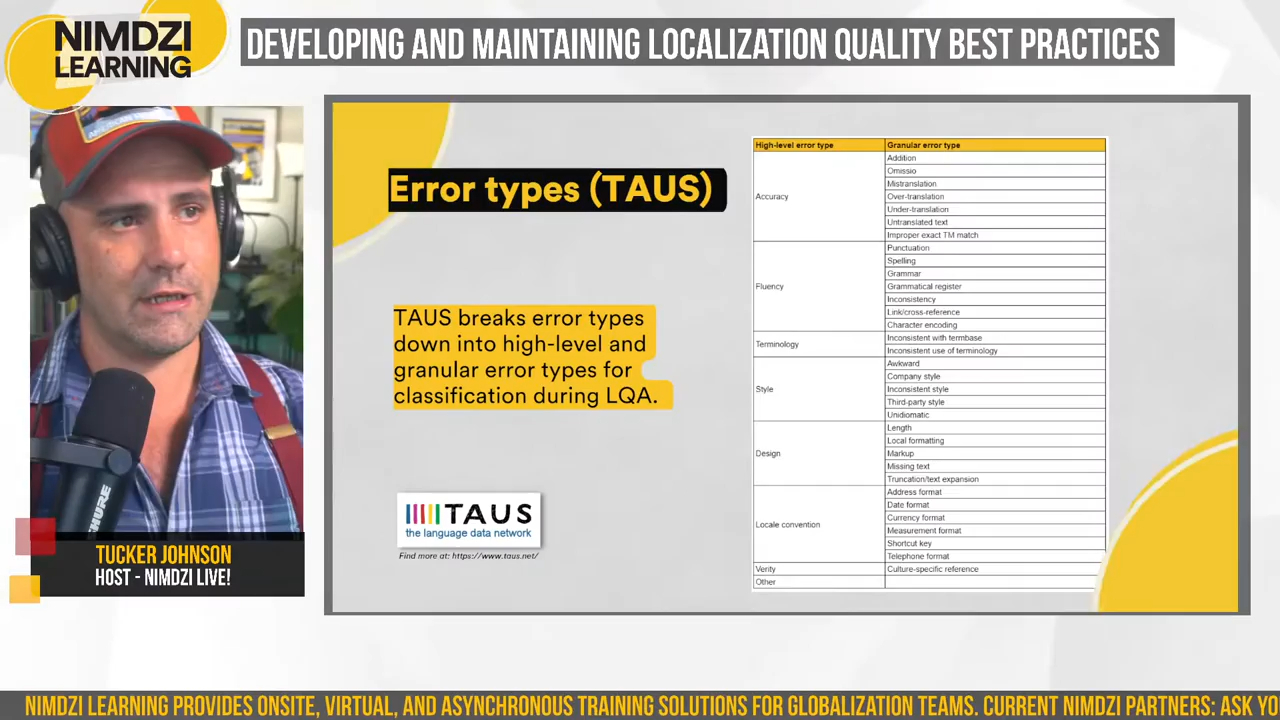 NIMDZI
LEARNING
DEVELOPING AND MAINTAINING LOCALIZATION QUALITY BEST PRACTICES
Error types (TAUS)
TAUS breaks error types
down into high-level and
granular error types for
classification during LQA.
TAUS
the language data network
Find more at: https://www.taus.net/
High-level error type Granular error type
Accuracy
Addition
Omissio
Mistranslation
Over-translation
Under-translation
Untranslated text
Improper exact TM match
Fluency
Punctuation
Spelling
Grammar
Grammatical register
Inconsistency
Link/cross-reference
Character encoding
Terminology
Inconsistent with termbase
Inconsistent use of terminology
Style
Awkward
Company style
Inconsistent style
Third-party style
Unidiomatic
Design
Length
Local formatting
Markup
Missing text
Truncation/text expansion
Locale convention
Address format
Date format
Currency format
Measurement format
Shortcut key
Telephone format
Verity Culture-specific reference
Other
SHURE
TUCKER JOHNSON
HOST - NIMDZI LIVE!
NIMDZI LEARNING PROVIDES ONSITE, VIRTUAL, AND ASYNCHRONOUS TRAINING SOLUTIONS FOR GLOBALIZATION TEAMS. CURRENT NIMDZI PARTNERS: ASK YO